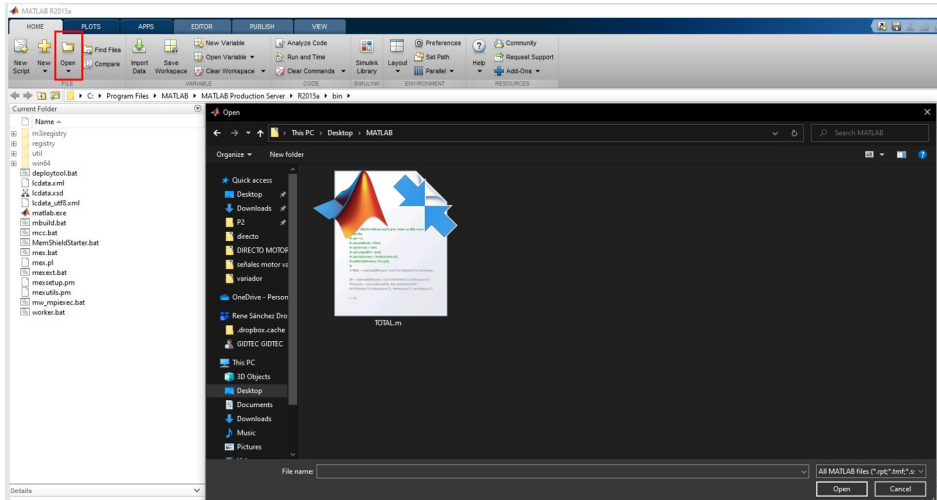 MATLAB R2015a
HOME PLOTS APPS EDITOR PUBLISH VIEW
New Script
New
Open
Find Files
Compare
Import Data
Save Workspace
New Variable
Open Variable
Clear Workspace
Analyze Code
Run and Time
Clear Commands
Simulink Library
Layout
Preferences
Set Path
Parallel
Help
Community
Request Support
Add-Ons
FILE VARIABLE CODE SIMULINK ENVIRONMENT RESOURCES
C: Program Files MATLAB MATLAB Production Server R2015a bin
Current Folder
Name
m3iregistry
registry
util
win64
deploytool.bat
lcdata.xml
lcdata.xsd
lcdata_utf8.xml
matlab.exe
mbuild.bat
mcc.bat
MemShieldStarter.bat
mex.bat
mex.pl
mexext.bat
mexsetup.pm
mexutils.pm
mw_mpiexec.bat
worker.bat
Details
Open
This PC Desktop MATLAB
Search MATLAB
Organize New folder
Quick access
Desktop
Downloads
P2
directo
DIRECTO MOTOR
señales motor va
variador
OneDrive - Person
Rene Sánchez Dro
.dropbox.cache
GIDTEC GIDTEC
This PC
3D Objects
Desktop
Documents
Downloads
Music
Pictures
TOTAL.m
File name:
All MATLAB files (*.rpt;*.tmf;*.s
Open Cancel